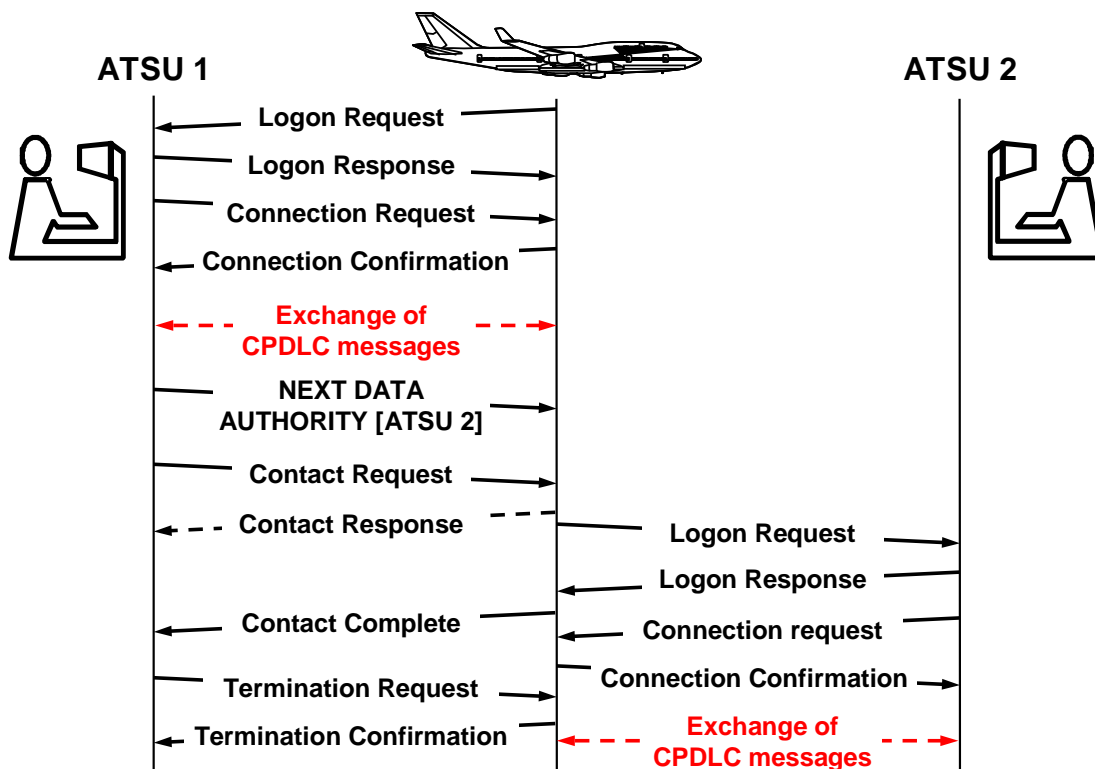 ATSU 1
ATSU 2
Logon Request
Logon Response
Connection Request
Connection Confirmation
Exchange of
CPDLC messages
NEXT DATA
AUTHORITY [ATSU 2]
Contact Request
Contact Response
Logon Request
Logon Response
Contact Complete
Connection request
Connection Confirmation
Termination Request
Termination Confirmation
Exchange of
CPDLC messages